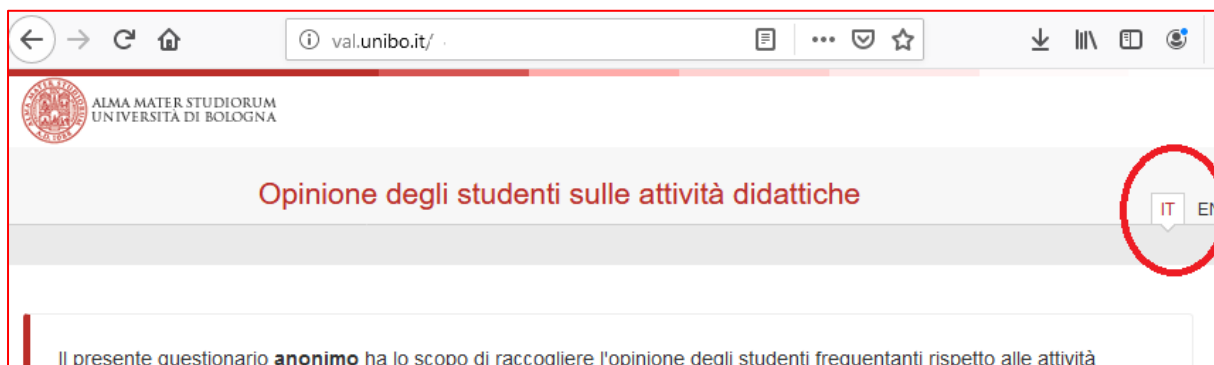 val.unibo.it/
ALMA MATER STUDIORUM
UNIVERSITÀ DI BOLOGNA
Opinione degli studenti sulle attività didattiche
IT EN
Il presente questionario anonimo ha lo scopo di raccogliere l'opinione degli studenti frequentanti rispetto alle attività